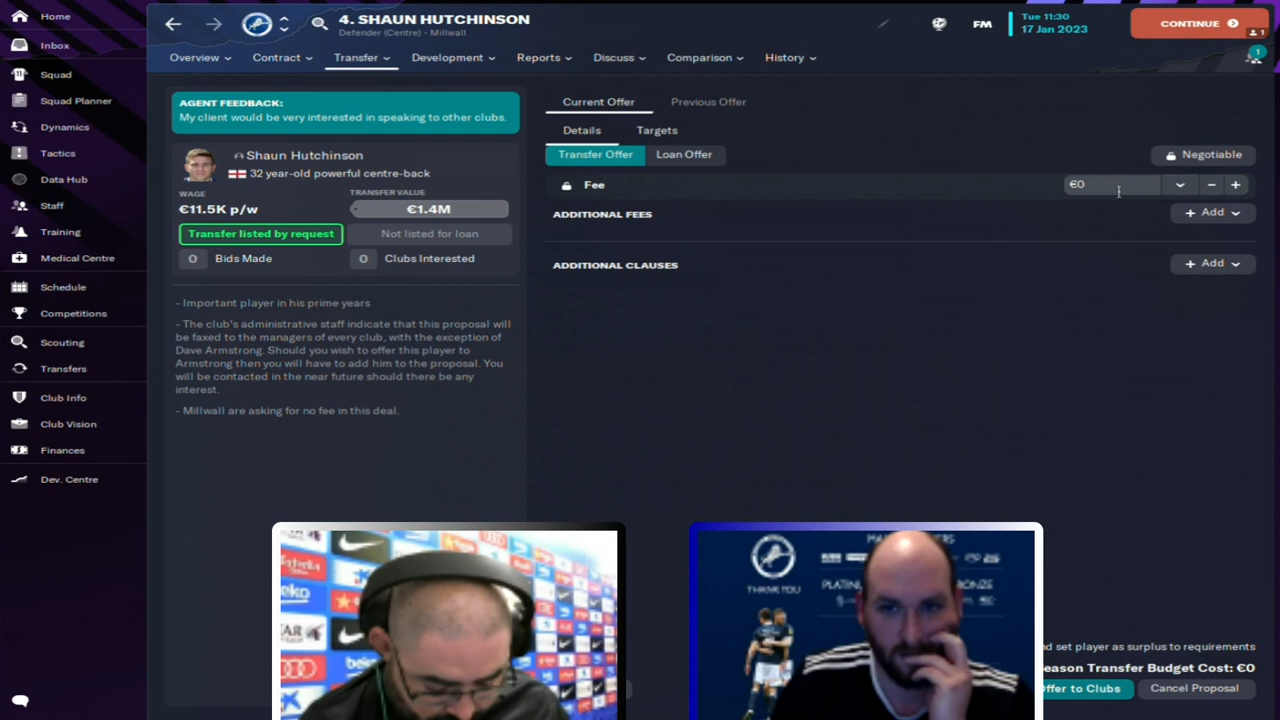 Home
Inbox
Squad
Squad Planner
Dynamics
Tactics
Data Hub
Staff
Training
Medical Centre
Schedule
Competitions
Scouting
Transfers
Club Info
Club Vision
Finances
Dev. Centre
4. SHAUN HUTCHINSON
Defender (Centre) - Millwall
FM
Tue 11:30
17 Jan 2023
CONTINUE
1
Overview
Contract
Transfer
Development
Reports
Discuss
Comparison
History
1
AGENT FEEDBACK:
My client would be very interested in speaking to other clubs.
Shaun Hutchinson
32 year-old powerful centre-back
WAGE
TRANSFER VALUE
€11.5K p/w
€1.4M
Transfer listed by request
Not listed for loan
0 Bids Made
0 Clubs Interested
- Important player in his prime years
- The club's administrative staff indicate that this proposal will
be faxed to the managers of every club, with the exception of
Dave Armstrong. Should you wish to offer this player to
Armstrong then you will have to add him to the proposal. You
will be contacted in the near future should there be any
interest.
- Millwall are asking for no fee in this deal.
Current Offer
Previous Offer
Details
Targets
Transfer Offer
Loan Offer
Negotiable
Fee
€0
ADDITIONAL FEES
+ Add
ADDITIONAL CLAUSES
+ Add
beko
THANK YOU
nd set player as surplus to requirements
eason Transfer Budget Cost: €0
Offer to Clubs
Cancel Proposal